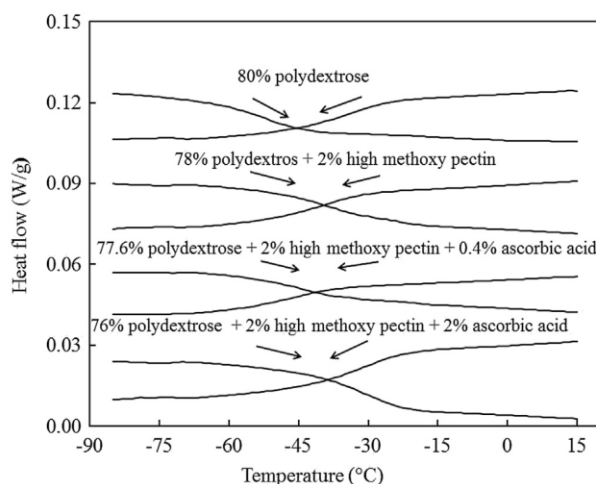 0.15
80% polydextrose
0.12
78% polydextros + 2% high methoxy pectin
0.09
77.6% polydextrose + 2% high methoxy pectin + 0.4% ascorbic acid
0.06
76% polydextrose + 2% high methoxy pectin + 2% ascorbic acid
0.03
0.00
Heat flow (W/g)
-90 -75 -60 -45 -30 -15 0 15
Temperature (°C)